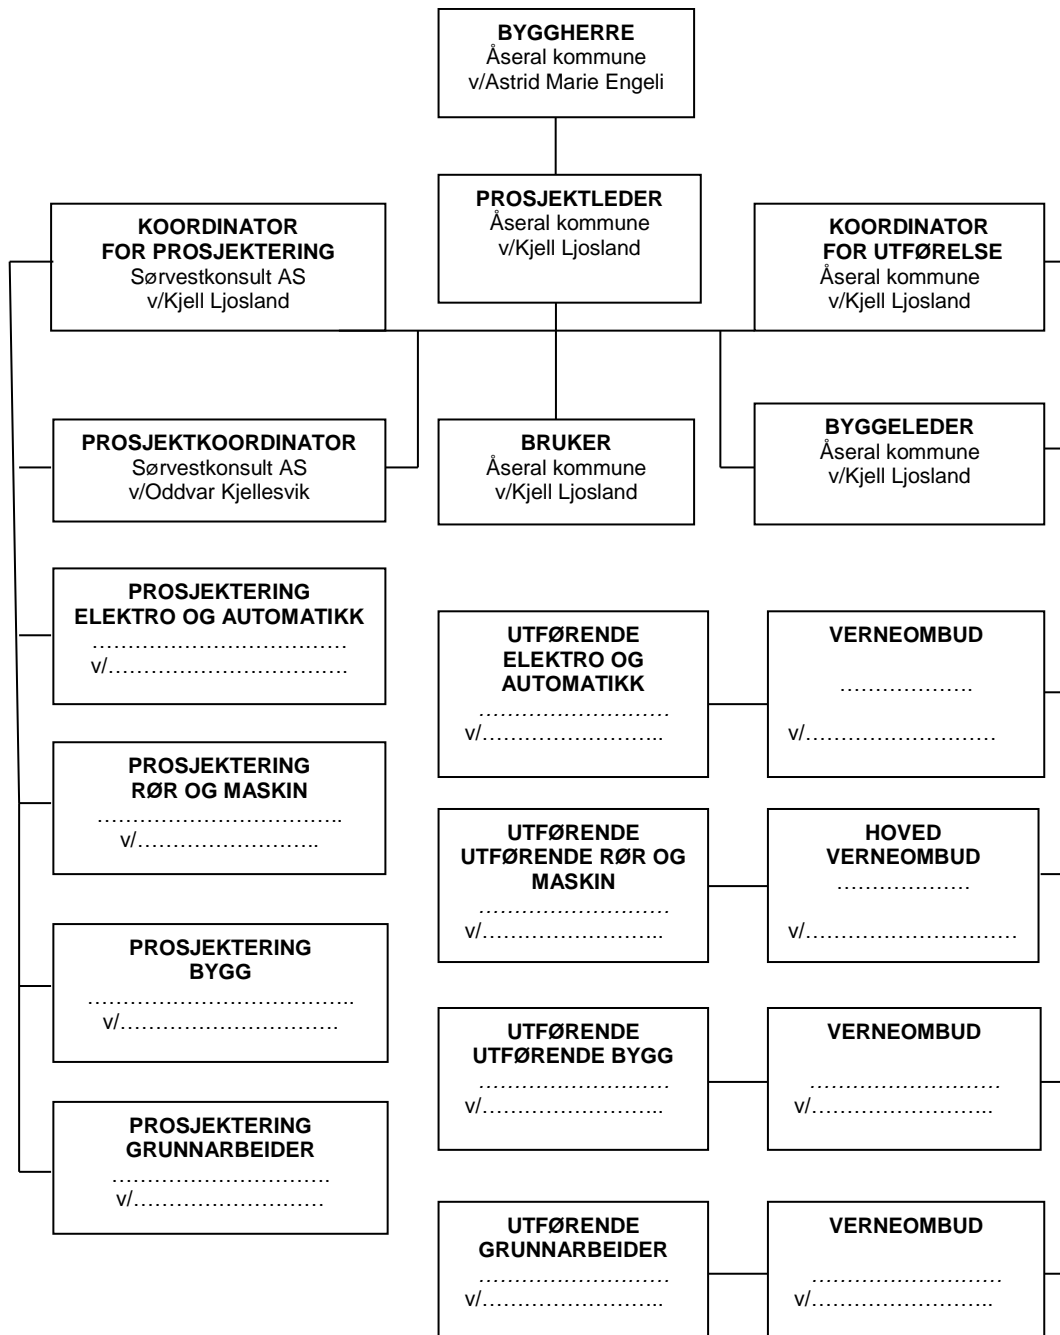 BYGGHERRE
Åseral kommune
v/Astrid Marie Engeli
PROSJEKTLEDER
Åseral kommune
v/Kjell Ljosland
KOORDINATOR
FOR PROSJEKTERING
Sørvestkonsult AS
v/Kjell Ljosland
KOORDINATOR
FOR UTFØRELSE
Åseral kommune
v/Kjell Ljosland
PROSJEKTKOORDINATOR
Sørvestkonsult AS
v/Oddvar Kjellesvik
BRUKER
Åseral kommune
v/Kjell Ljosland
BYGGELEDER
Åseral kommune
v/Kjell Ljosland
PROSJEKTERING
ELEKTRO OG AUTOMATIKK
………………………………
v/…………………………….
UTFØRENDE
ELEKTRO OG
AUTOMATIKK
………………………
v/……………………..
VERNEOMBUD
……………….
v/………………………
PROSJEKTERING
RØR OG MASKIN
……………………………..
v/……………………..
UTFØRENDE
UTFØRENDE RØR OG
MASKIN
………………………
v/……………………..
HOVED
VERNEOMBUD
……………….
v/…………………………
PROSJEKTERING
BYGG
………………………………..
v/………………………….
UTFØRENDE
UTFØRENDE BYGG
………………………
v/……………………..
VERNEOMBUD
………………………
v/……………………..
PROSJEKTERING
GRUNNARBEIDER
………………………….
v/………………………
UTFØRENDE
GRUNNARBEIDER
………………………
v/……………………..
VERNEOMBUD
………………………
v/……………………..